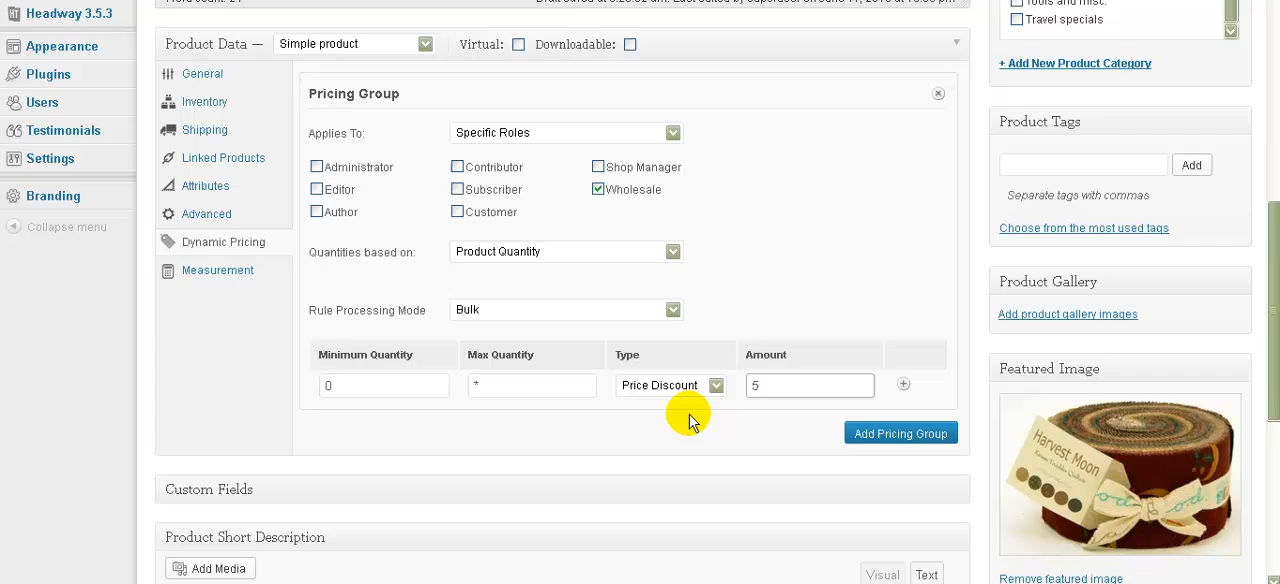 Headway 3.5.3
Appearance
Plugins
Users
Testimonials
Settings
Branding
Collapse menu
Product Data —
Simple product
Virtual:
Downloadable:
General
Inventory
Shipping
Linked Products
Attributes
Advanced
Dynamic Pricing
Measurement
Pricing Group
Applies To:
Specific Roles
Administrator
Contributor
Shop Manager
Editor
Subscriber
Wholesale
Author
Customer
Quantities based on:
Product Quantity
Rule Processing Mode
Bulk
Minimum Quantity
Max Quantity
Type
Amount
0
*
Price Discount
5
Add Pricing Group
Custom Fields
Product Short Description
Add Media
Visual
Text
Travel specials
+ Add New Product Category
Product Tags
Add
Separate tags with commas
Choose from the most used tags
Product Gallery
Add product gallery images
Featured Image
Harvest Moon
Remove featured image